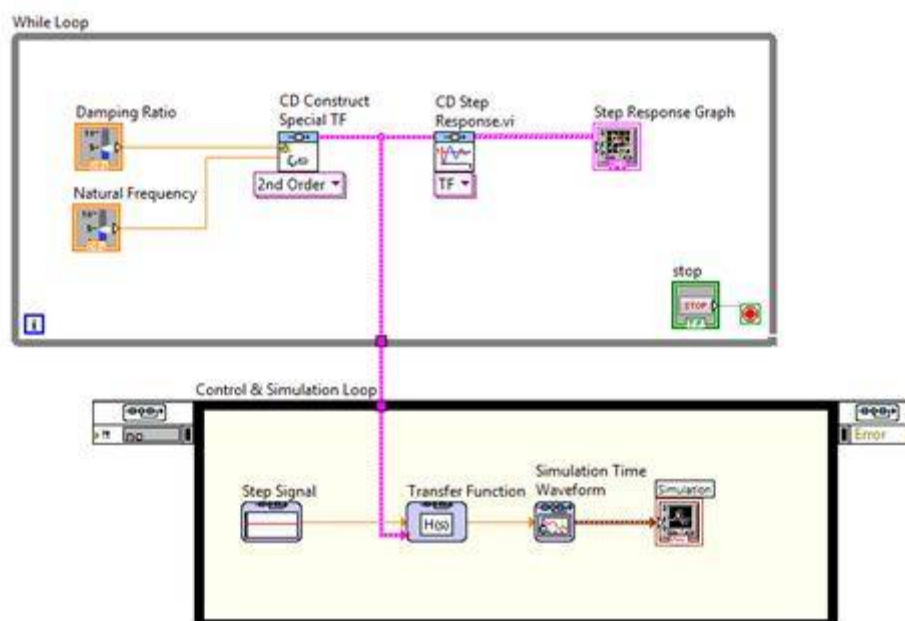 While Loop
Damping Ratio
CD Construct
Special TF
CD Step
Response.vi
Step Response Graph
2nd Order
TF
Natural Frequency
stop
STOP
i
Control & Simulation Loop
Error
Step Signal
Transfer Function
Simulation Time
Waveform
Simulation
H(s)